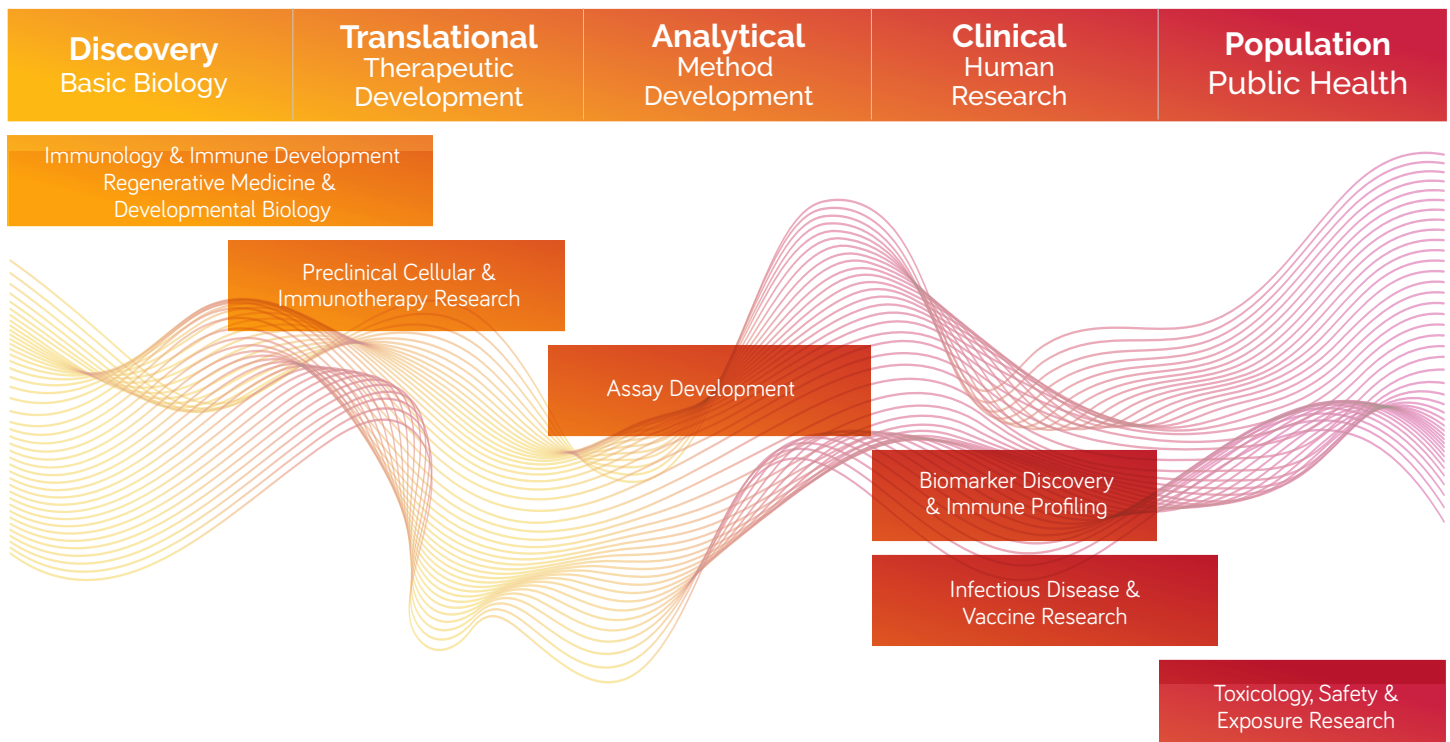 Discovery
Basic Biology
Translational
Therapeutic
Development
Analytical
Method
Development
Clinical
Human
Research
Population
Public Health
Immunology & Immune Development
Regenerative Medicine &
Developmental Biology
Preclinical Cellular &
Immunotherapy Research
Assay Development
Biomarker Discovery
& Immune Profiling
Infectious Disease &
Vaccine Research
Toxicology, Safety &
Exposure Research